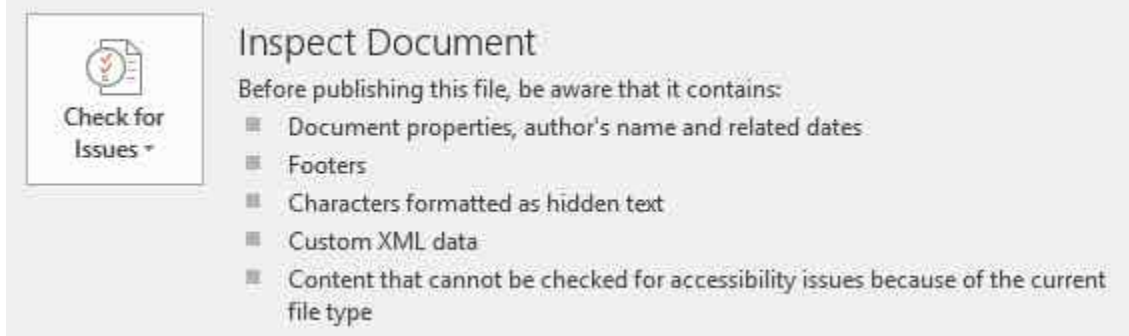 Check for
Issues
Inspect Document
Before publishing this file, be aware that it contains:
Document properties, author's name and related dates
Footers
Characters formatted as hidden text
Custom XML data
Content that cannot be checked for accessibility issues because of the current
file type